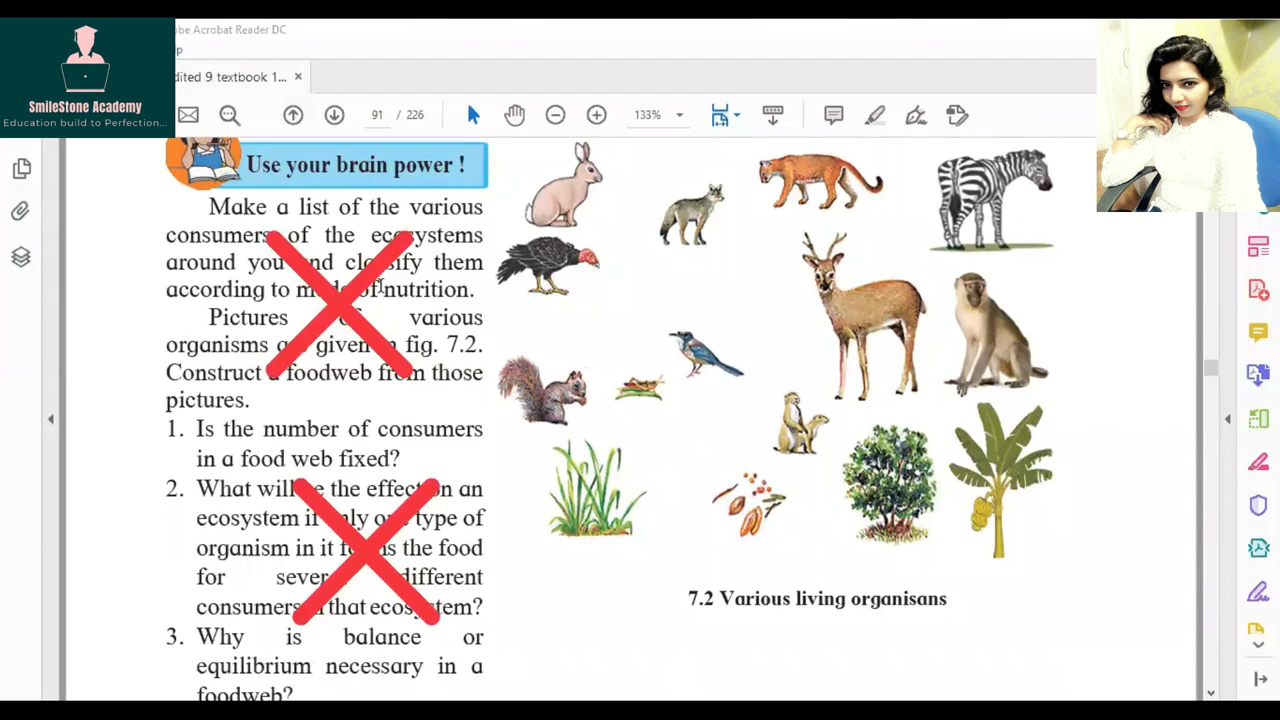 dobe Acrobat Reader DC
p
SmileStone Academy
Education build to Perfection...
dited 9 textbook 1... ×
91 / 226
133%
Use your brain power !
Make a list of the various
consumers of the ecosystems
around you and classify them
according to mode of nutrition.
Pictures of various
organisms are given in fig. 7.2.
Construct a foodweb from those
pictures.
1. Is the number of consumers
in a food web fixed?
2. What will be the effect on an
ecosystem if only one type of
organism in it forms the food
for several different
consumers in that ecosystem?
3. Why is balance or
equilibrium necessary in a
foodweb?
7.2 Various living organisans